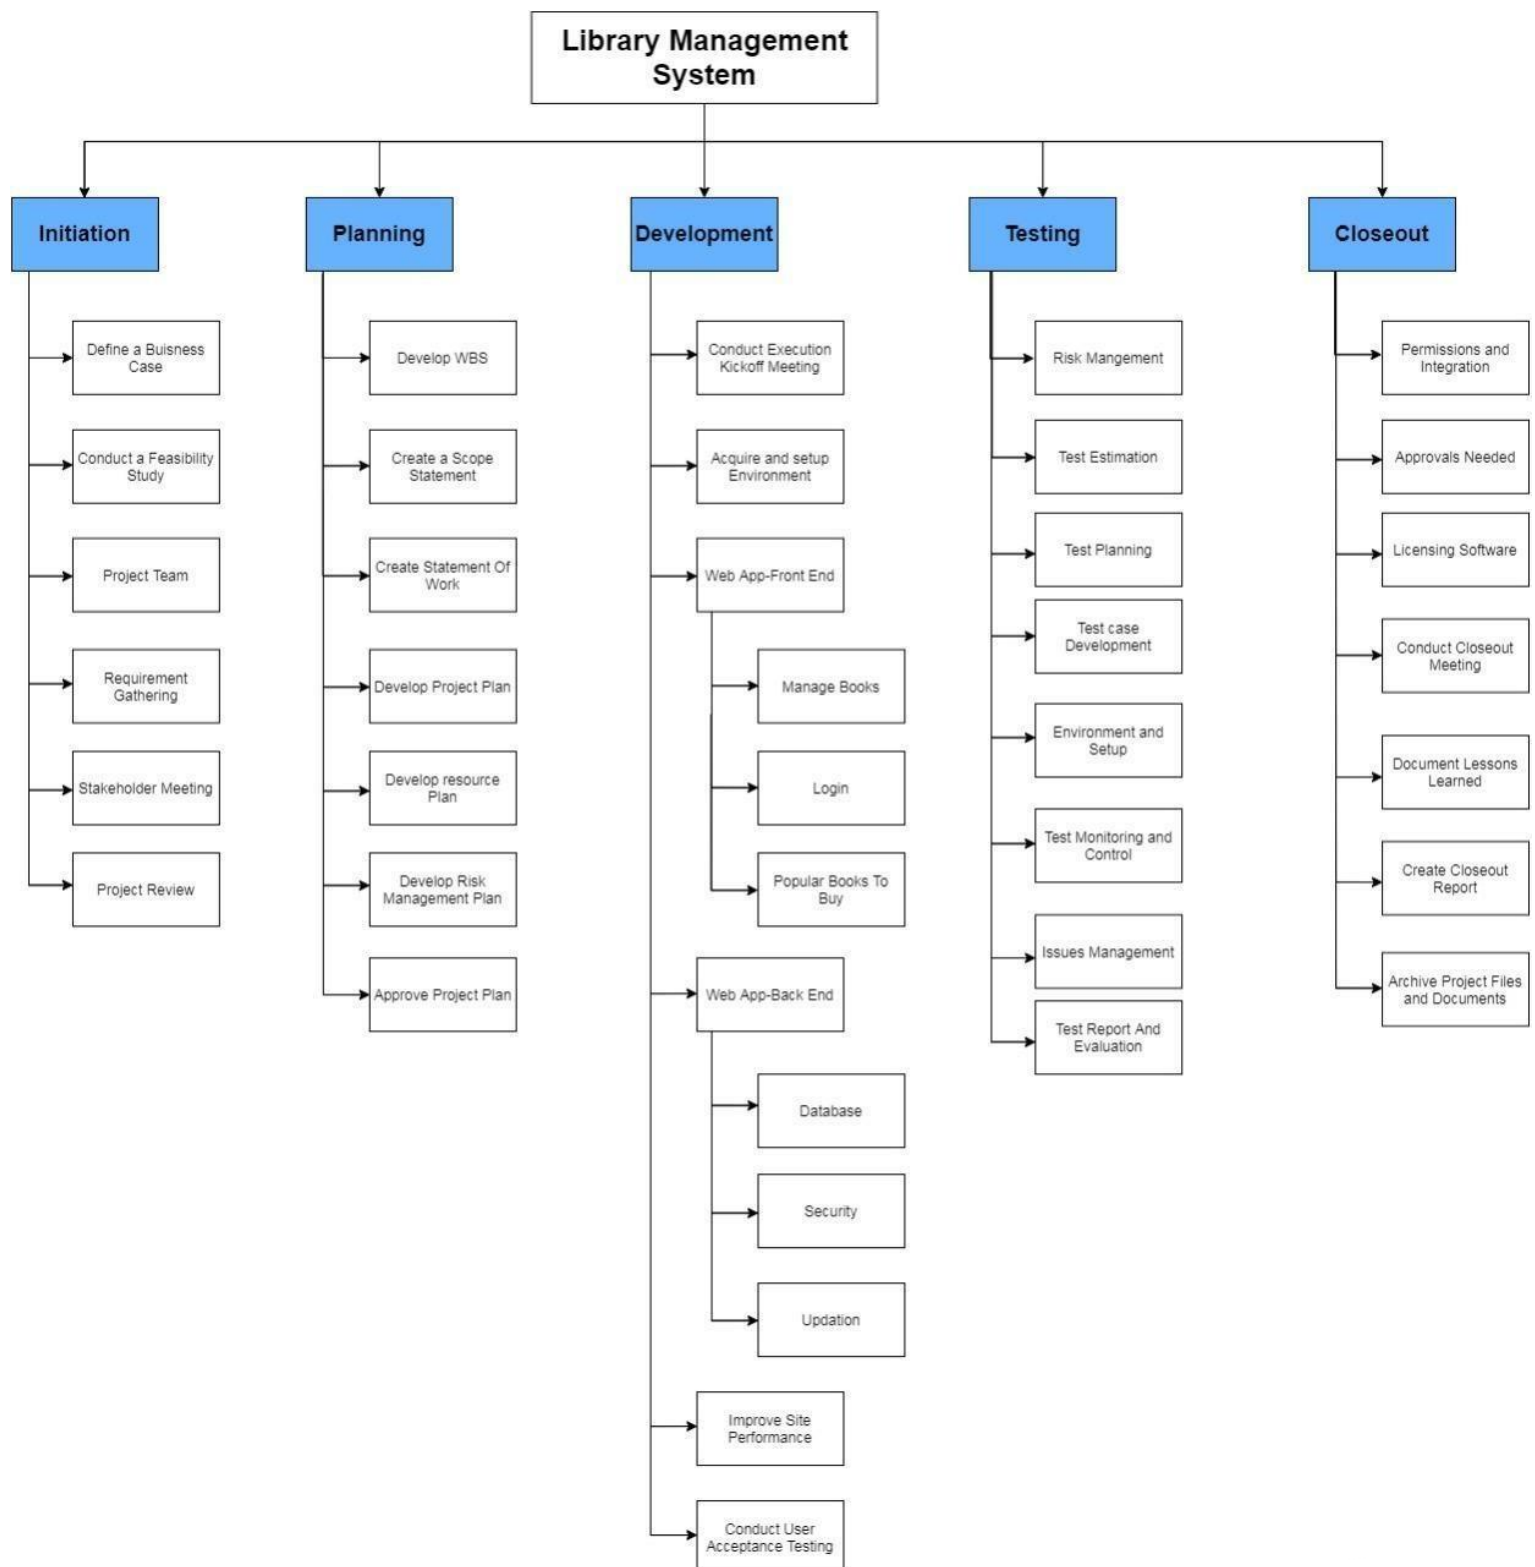 Library Management
System
Initiation
Planning
Development
Testing
Closeout
Define a Buisness
Case
Conduct a Feasibility
Study
Project Team
Requirement
Gathering
Stakeholder Meeting
Project Review
Develop WBS
Create a Scope
Statement
Create Statement Of
Work
Develop Project Plan
Develop resource
Plan
Develop Risk
Management Plan
Approve Project Plan
Conduct Execution
Kickoff Meeting
Acquire and setup
Environment
Web App-Front End
Manage Books
Login
Popular Books To
Buy
Web App-Back End
Database
Security
Updation
Improve Site
Performance
Conduct User
Acceptance Testing
Risk Mangement
Test Estimation
Test Planning
Test case
Development
Environment and
Setup
Test Monitoring and
Control
Issues Management
Test Report And
Evaluation
Permissions and
Integration
Approvals Needed
Licensing Software
Conduct Closeout
Meeting
Document Lessons
Learned
Create Closeout
Report
Archive Project Files
and Documents